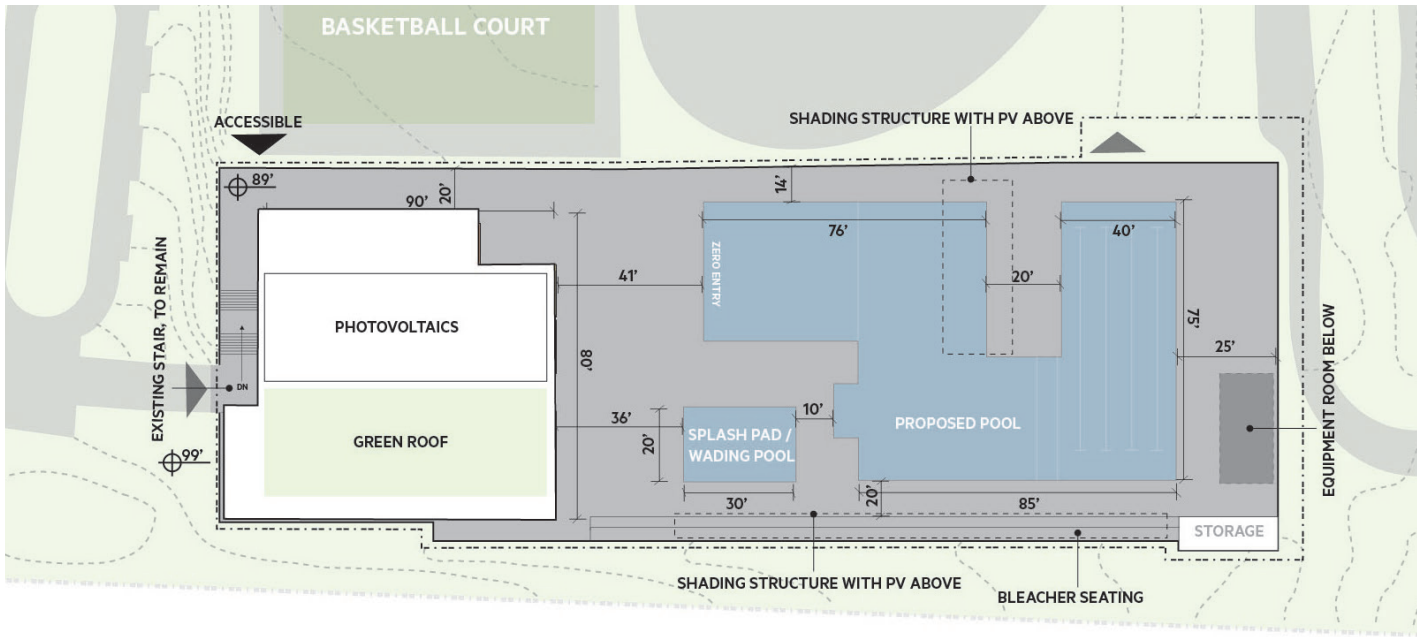 BASKETBALL COURT
ACCESSIBLE
SHADING STRUCTURE WITH PV ABOVE
89'
20'
14'
90'
76'
40'
ZERO ENTRY
41'
20'
75'
EXISTING STAIR, TO REMAIN
PHOTOVOLTAICS
80'
25'
EQUIPMENT ROOM BELOW
DN
36'
10'
PROPOSED POOL
GREEN ROOF
20'
SPLASH PAD /
WADING POOL
99'
30'
20'
85'
STORAGE
SHADING STRUCTURE WITH PV ABOVE
BLEACHER SEATING